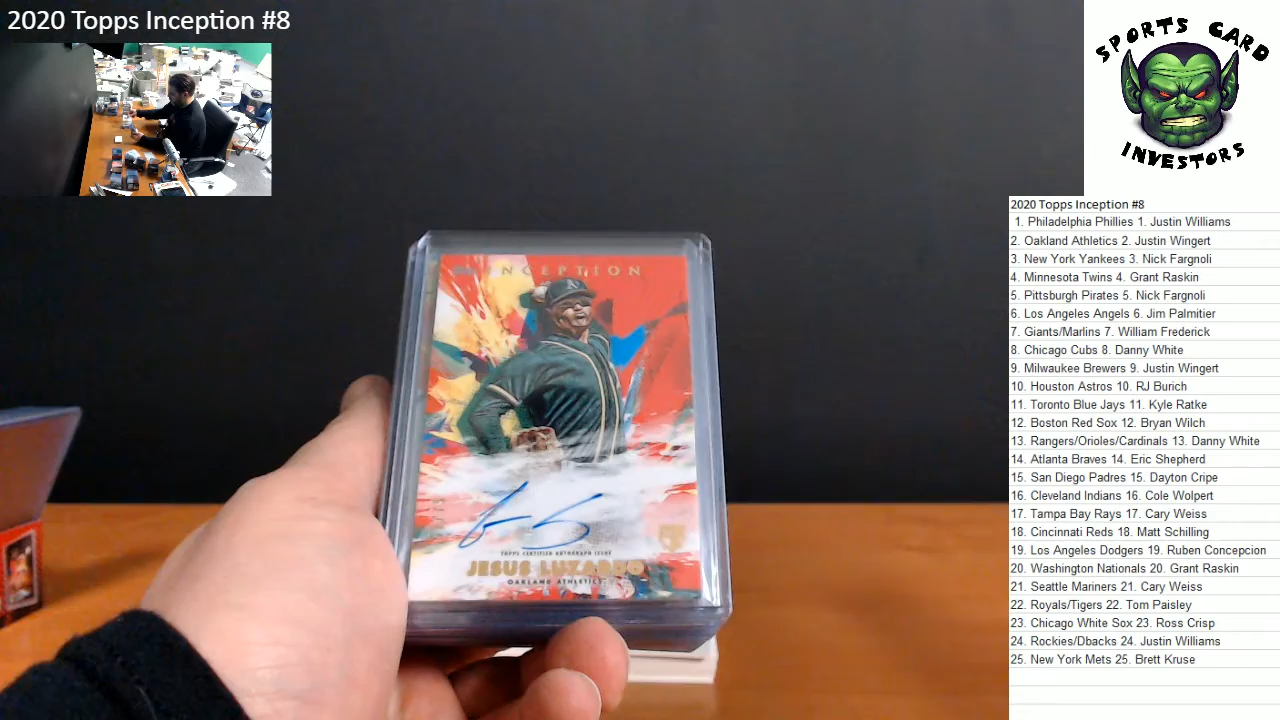 2020 Topps Inception #8
SPORTS CARD
INVESTORS
INCEPTION
TOPPS CERTIFIED AUTOGRAPH ISSUE
JESUS LUZARDO
OAKLAND ATHLETICS
2020 Topps Inception #8
1. Philadelphia Phillies 1. Justin Williams
2. Oakland Athletics 2. Justin Wingert
3. New York Yankees 3. Nick Fargnoli
4. Minnesota Twins 4. Grant Raskin
5. Pittsburgh Pirates 5. Nick Fargnoli
6. Los Angeles Angels 6. Jim Palmitier
7. Giants/Marlins 7. William Frederick
8. Chicago Cubs 8. Danny White
9. Milwaukee Brewers 9. Justin Wingert
10. Houston Astros 10. RJ Burich
11. Toronto Blue Jays 11. Kyle Ratke
12. Boston Red Sox 12. Bryan Wilch
13. Rangers/Orioles/Cardinals 13. Danny White
14. Atlanta Braves 14. Eric Shepherd
15. San Diego Padres 15. Dayton Cripe
16. Cleveland Indians 16. Cole Wolpert
17. Tampa Bay Rays 17. Cary Weiss
18. Cincinnati Reds 18. Matt Schilling
19. Los Angeles Dodgers 19. Ruben Concepcion
20. Washington Nationals 20. Grant Raskin
21. Seattle Mariners 21. Cary Weiss
22. Royals/Tigers 22. Tom Paisley
23. Chicago White Sox 23. Ross Crisp
24. Rockies/Dbacks 24. Justin Williams
25. New York Mets 25. Brett Kruse